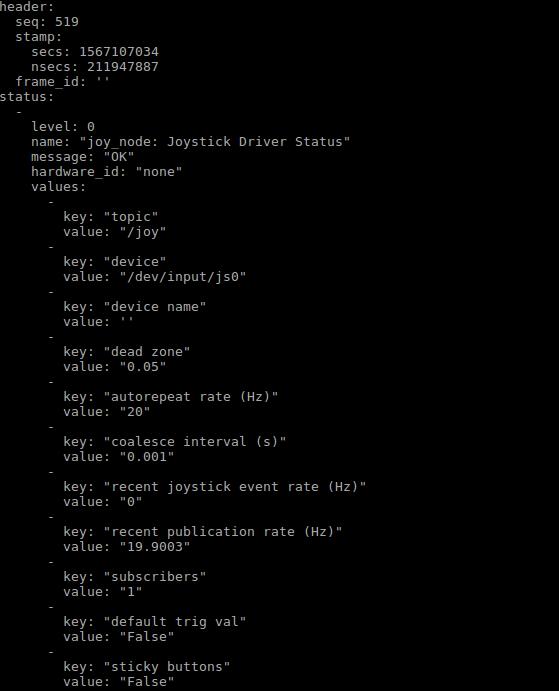 header:
  seq: 519
  stamp:
    secs: 1567107034
    nsecs: 211947887
  frame_id: ''
status:
  -
    level: 0
    name: "joy_node: Joystick Driver Status"
    message: "OK"
    hardware_id: "none"
    values:
      -
        key: "topic"
        value: "/joy"
      -
        key: "device"
        value: "/dev/input/js0"
      -
        key: "device name"
        value: ''
      -
        key: "dead zone"
        value: "0.05"
      -
        key: "autorepeat rate (Hz)"
        value: "20"
      -
        key: "coalesce interval (s)"
        value: "0.001"
      -
        key: "recent joystick event rate (Hz)"
        value: "0"
      -
        key: "recent publication rate (Hz)"
        value: "19.9003"
      -
        key: "subscribers"
        value: "1"
      -
        key: "default trig val"
        value: "False"
      -
        key: "sticky buttons"
        value: "False"